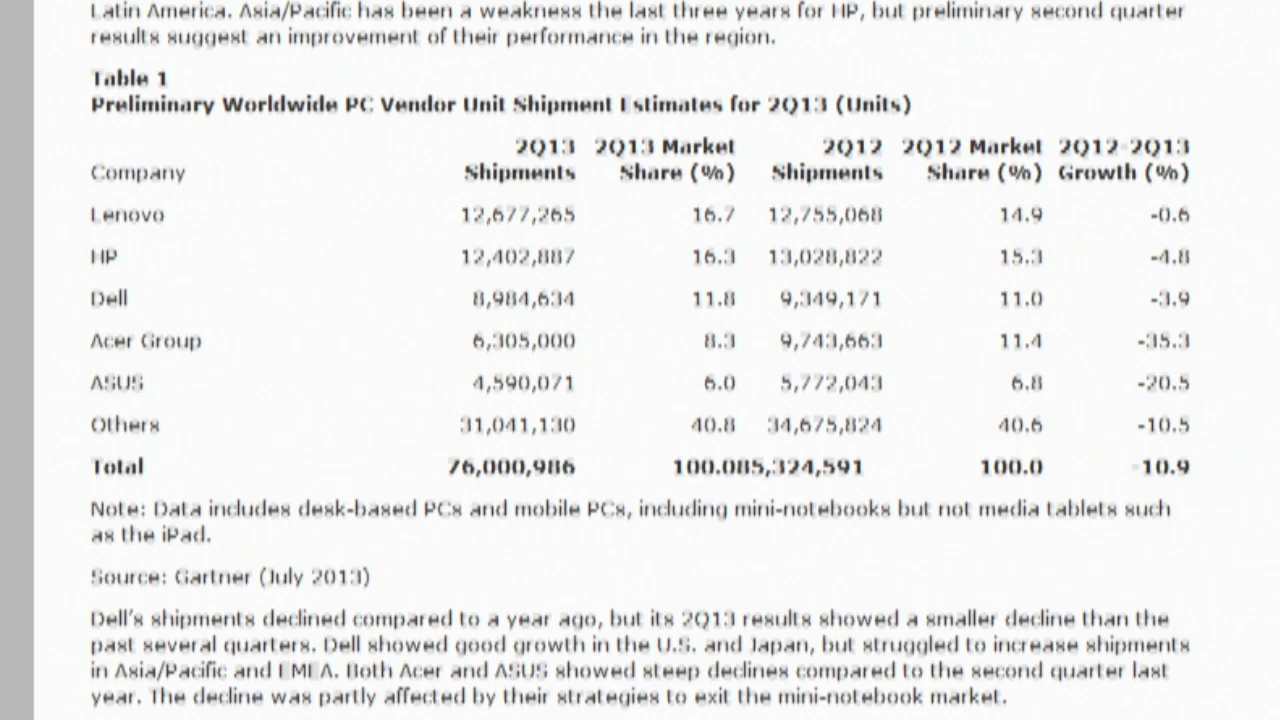 Latin America. Asia/Pacific has been a weakness the last three years for HP, but preliminary second quarter
results suggest an improvement of their performance in the region.
Table 1
Preliminary Worldwide PC Vendor Unit Shipment Estimates for 2Q13 (Units)
2Q13 2Q13 Market 2Q12 2Q12 Market 2Q12-2Q13
Company Shipments Share (%) Shipments Share (%) Growth (%)
Lenovo 12,677,265 16.7 12,755,068 14.9 -0.6
HP 12,402,887 16.3 13,028,822 15.3 -4.8
Dell 8,984,634 11.8 9,349,171 11.0 -3.9
Acer Group 6,305,000 8.3 9,743,663 11.4 -35.3
ASUS 4,590,071 6.0 5,772,043 6.8 -20.5
Others 31,041,130 40.8 34,675,824 40.6 -10.5
Total 76,000,986 100.085,324,591 100.0 -10.9
Note: Data includes desk-based PCs and mobile PCs, including mini-notebooks but not media tablets such
as the iPad.
Source: Gartner (July 2013)
Dell's shipments declined compared to a year ago, but its 2Q13 results showed a smaller decline than the
past several quarters. Dell showed good growth in the U.S. and Japan, but struggled to increase shipments
in Asia/Pacific and EMEA. Both Acer and ASUS showed steep declines compared to the second quarter last
year. The decline was partly affected by their strategies to exit the mini-notebook market.